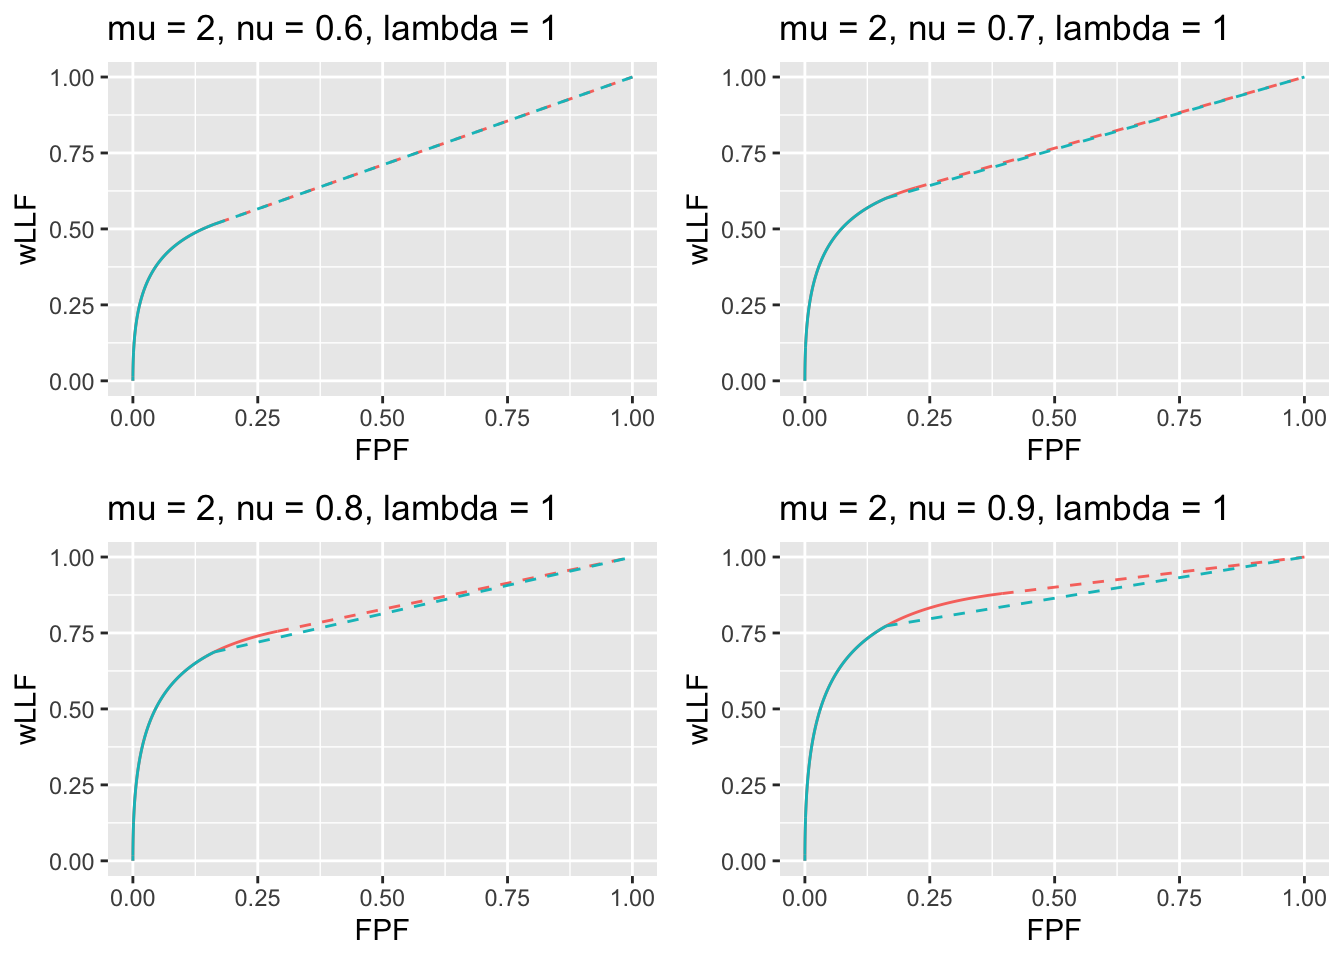 mu = 2, nu = 0.6, lambda = 1
1.00
0.75
0.50
0.25
0.00
wLLF
0.00 0.25 0.50 0.75 1.00
FPF
mu = 2, nu = 0.7, lambda = 1
1.00
0.75
0.50
0.25
0.00
wLLF
0.00 0.25 0.50 0.75 1.00
FPF
mu = 2, nu = 0.8, lambda = 1
1.00
0.75
0.50
0.25
0.00
wLLF
0.00 0.25 0.50 0.75 1.00
FPF
mu = 2, nu = 0.9, lambda = 1
1.00
0.75
0.50
0.25
0.00
wLLF
0.00 0.25 0.50 0.75 1.00
FPF